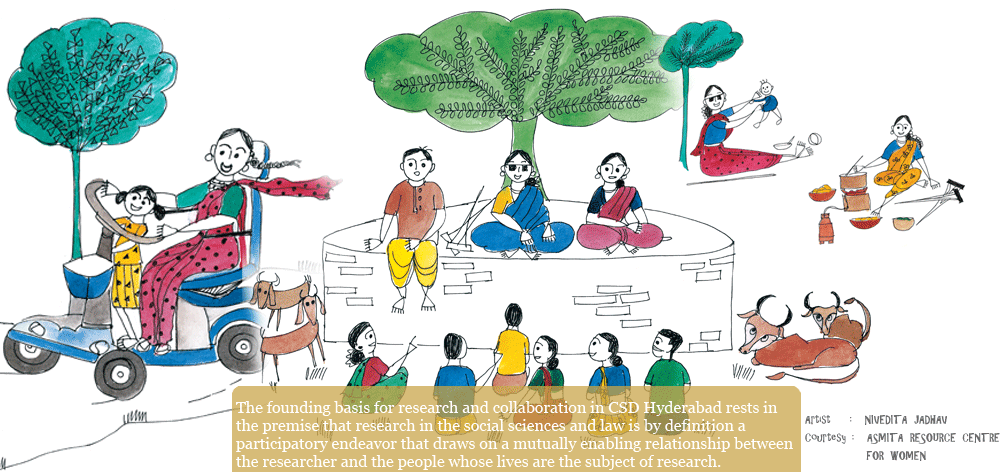 The founding basis for research and collaboration in CSD Hyderabad rests in
the premise that research in the social sciences and law is by definition a
participatory endeavor that draws on a mutually enabling relationship between
the researcher and the people whose lives are the subject of research.
Artist : NIVEDITA JADHAV
Courtesy : ASMITA RESOURCE CENTRE
FOR WOMEN